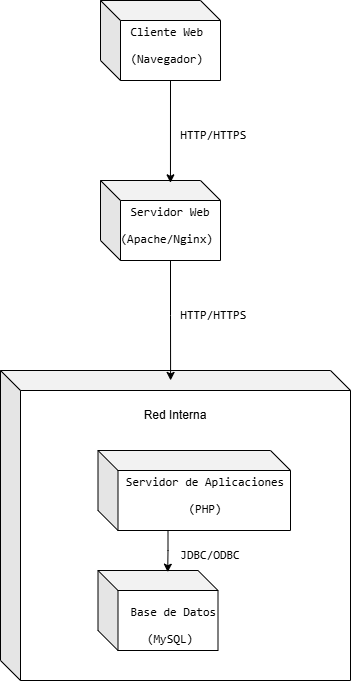 Cliente Web
(Navegador)
HTTP/HTTPS
Servidor Web
(Apache/Nginx)
HTTP/HTTPS
Red Interna
Servidor de Aplicaciones
(PHP)
JDBC/ODBC
Base de Datos
(MySQL)